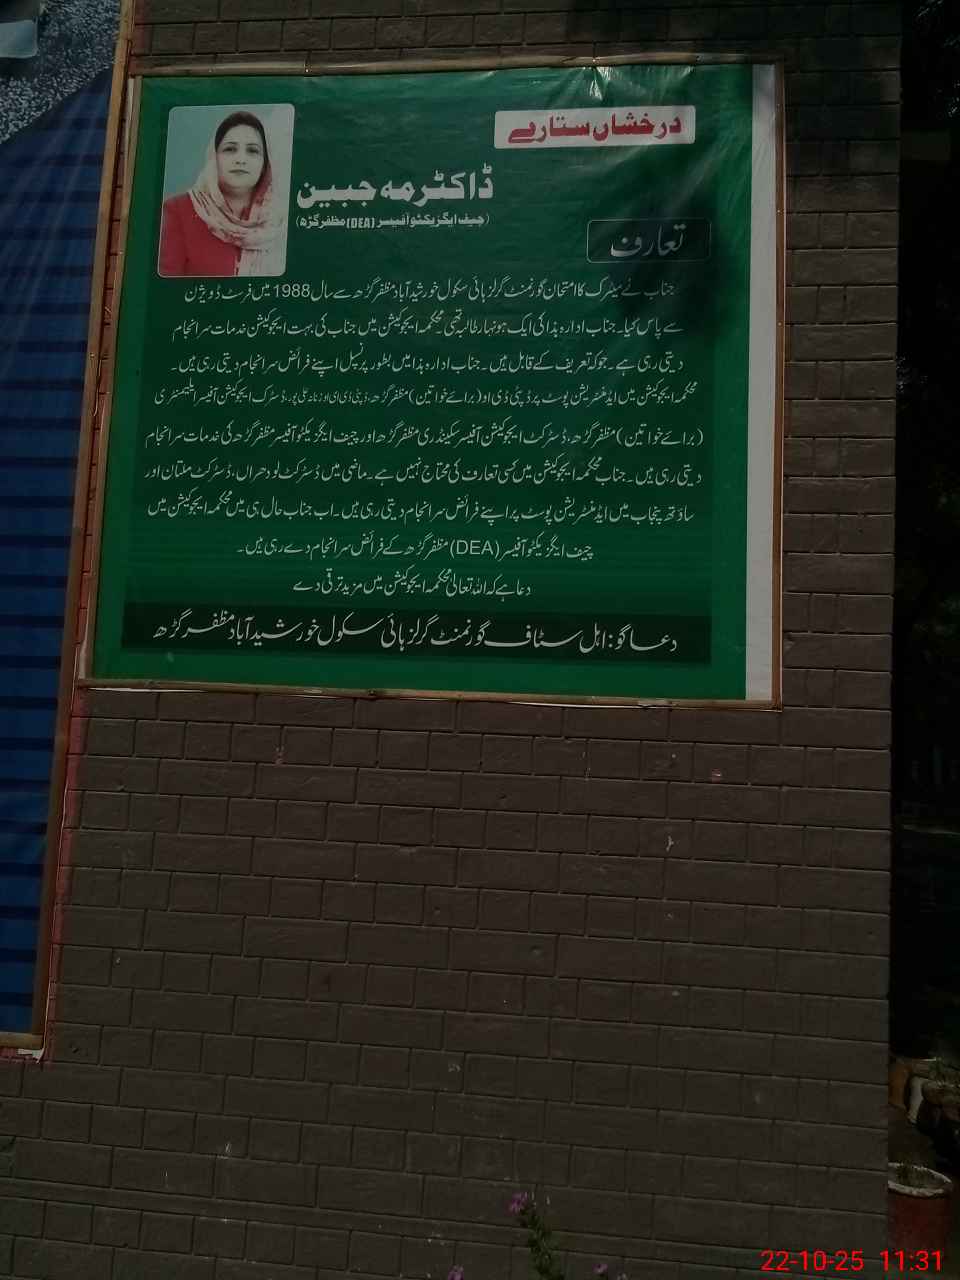 درخشاں ستارے
ڈاکٹر مہ جبین
(چیف ایگزیکٹو آفیسر (DEA) مظفر گڑھ)
تعارف
جناب نے میٹرک کا امتحان گورنمنٹ گرلز ہائی سکول خورشید آباد مظفر گڑھ سے سال 1988 میں فرسٹ ڈویژن
سے پاس کیا۔ جناب ادارہ ہذا کی ایک ہونہار طالبہ تھی محکمہ ایجوکیشن میں جناب کی بہت ایجوکیشن خدمات سرانجام
دیتی رہی ہے۔ جو کہ تعریف کے قابل ہیں۔ جناب ادارہ ہذا میں بطور پرنسپل اپنے فرائض سرانجام دیتی رہی ہیں۔
محکمہ ایجوکیشن میں ایڈمنسٹریشن پوسٹ پر ڈپٹی ڈی او (برائے خواتین) مظفر گڑھ، ڈپٹی ڈی ای او زنانہ علی پور، ڈسٹرک ایجوکیشن آفیسر ایلیمنٹری
(برائے خواتین) مظفر گڑھ، ڈسٹرکٹ ایجوکیشن آفیسر سکینڈری مظفر گڑھ اور چیف ایگزیکٹو آفیسر مظفر گڑھ کی خدمات سرانجام
دیتی رہی ہیں۔ جناب محکمہ ایجوکیشن میں کسی تعارف کی محتاج نہیں ہے۔ ماضی میں ڈسٹرکٹ لودھراں، ڈسٹرکٹ ملتان اور
ساؤتھ پنجاب میں ایڈمنسٹریشن پوسٹ پر اپنے فرائض سرانجام دیتی رہی ہیں۔ اب جناب حال ہی میں محکمہ ایجوکیشن میں
چیف ایگزیکٹو آفیسر (DEA) مظفر گڑھ کے فرائض سرانجام دے رہی ہیں۔
دعا ہے کہ اللہ تعالیٰ محکمہ ایجوکیشن میں مزید ترقی دے
دعا گو: اہل سٹاف گورنمنٹ گرلز ہائی سکول خورشید آباد مظفر گڑھ
22-10-25 11:31